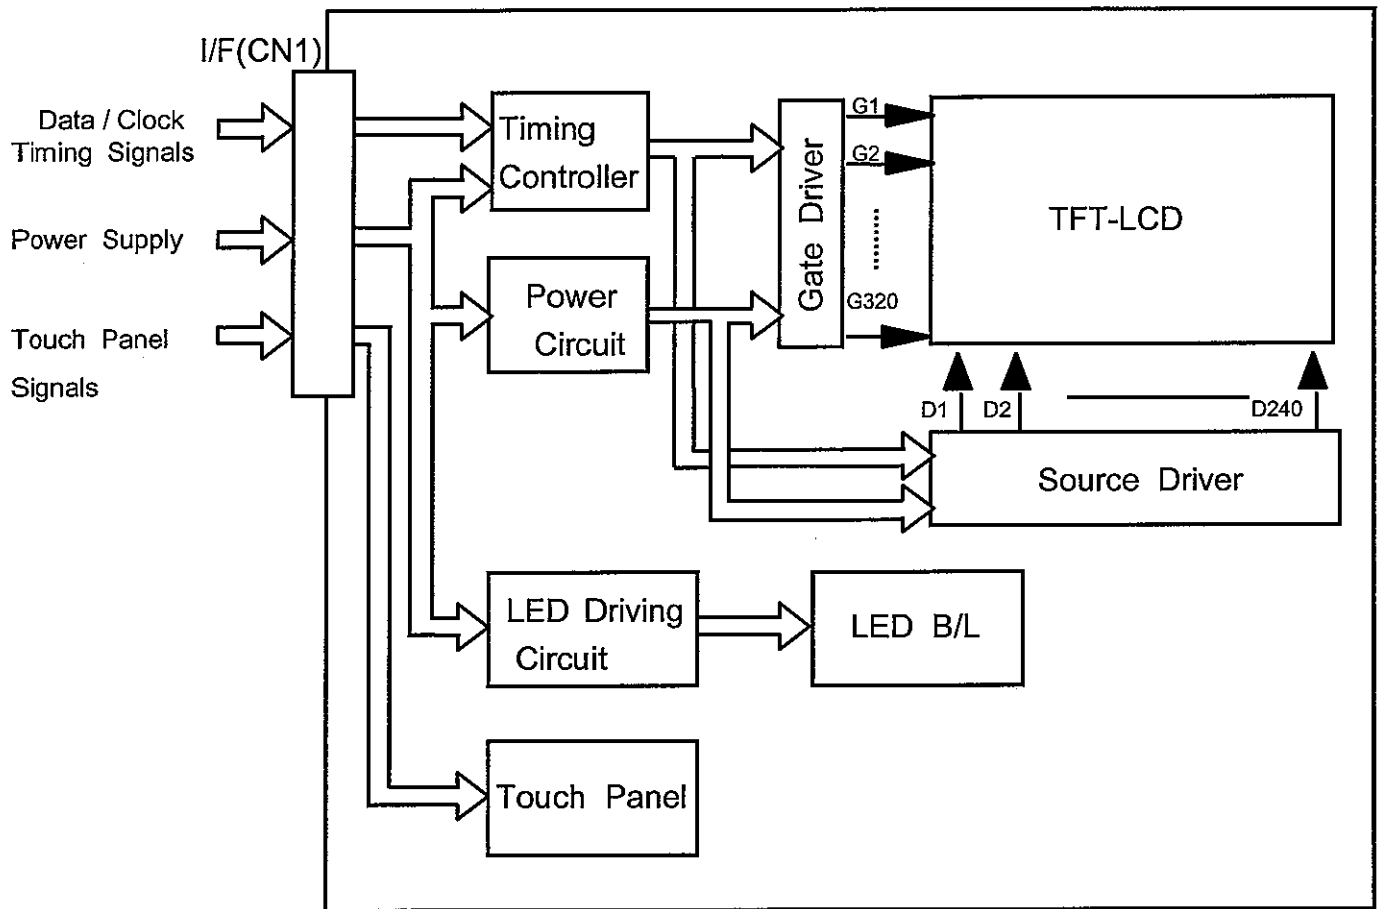 I/F(CN1)
Data / Clock
Timing Signals
Power Supply
Touch Panel
Signals
Timing
Controller
Power
Circuit
Gate Driver
G1
G2
G320
TFT-LCD
D1 D2 D240
Source Driver
LED Driving
Circuit
LED B/L
Touch Panel